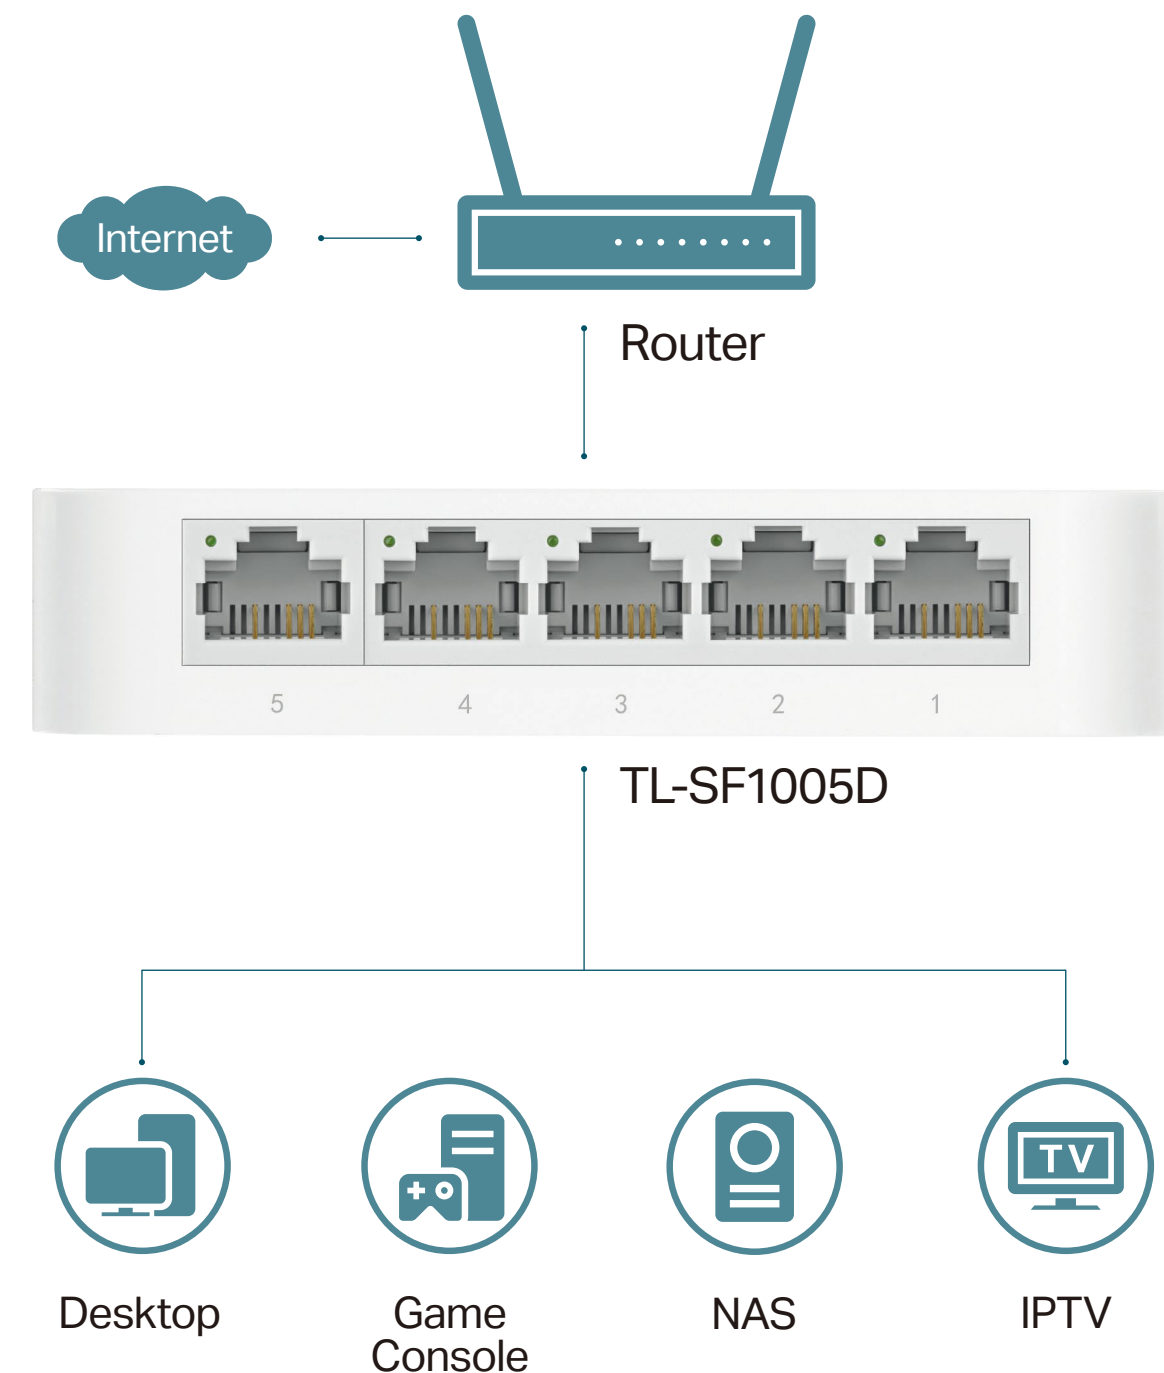 Internet
Router
5 4 3 2 1
TL-SF1005D
TV
Desktop
Game
Console
NAS
IPTV